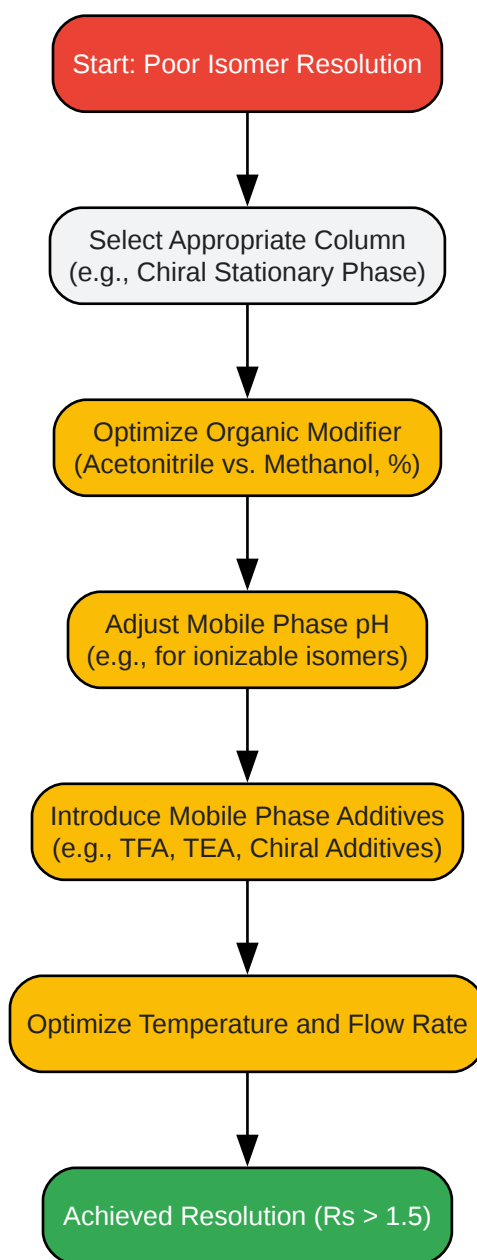 Start: Poor Isomer Resolution
Select Appropriate Column
(e.g., Chiral Stationary Phase)
Optimize Organic Modifier
(Acetonitrile vs. Methanol, %)
Adjust Mobile Phase pH
(e.g., for ionizable isomers)
Introduce Mobile Phase Additives
(e.g., TFA, TEA, Chiral Additives)
Optimize Temperature and Flow Rate
Achieved Resolution (Rs > 1.5)